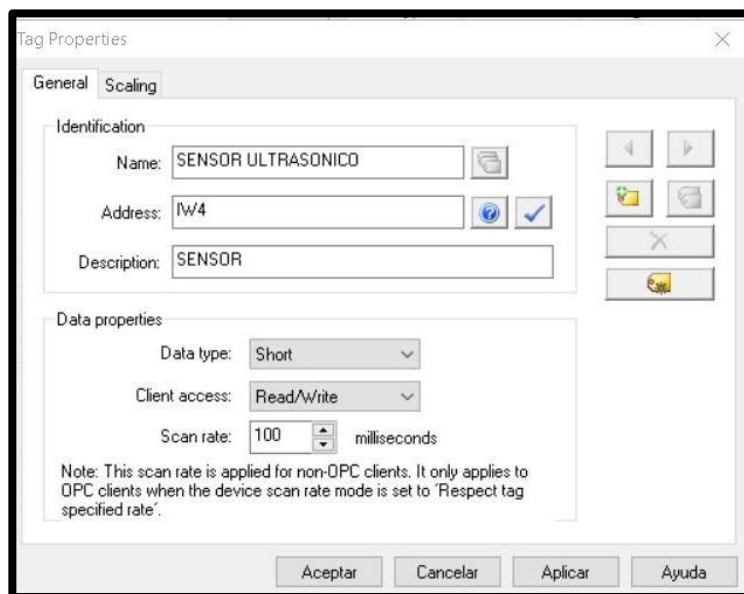 Tag Properties
General Scaling
Identification
Name: SENSOR ULTRASONICO
Address: IW4
Description: SENSOR
Data properties
Data type: Short
Client access: Read/Write
Scan rate: 100 milliseconds
Note: This scan rate is applied for non-OPC clients. It only applies to
OPC clients when the device scan rate mode is set to ´Respect tag
specified rate´.
Aceptar Cancelar Aplicar Ayuda